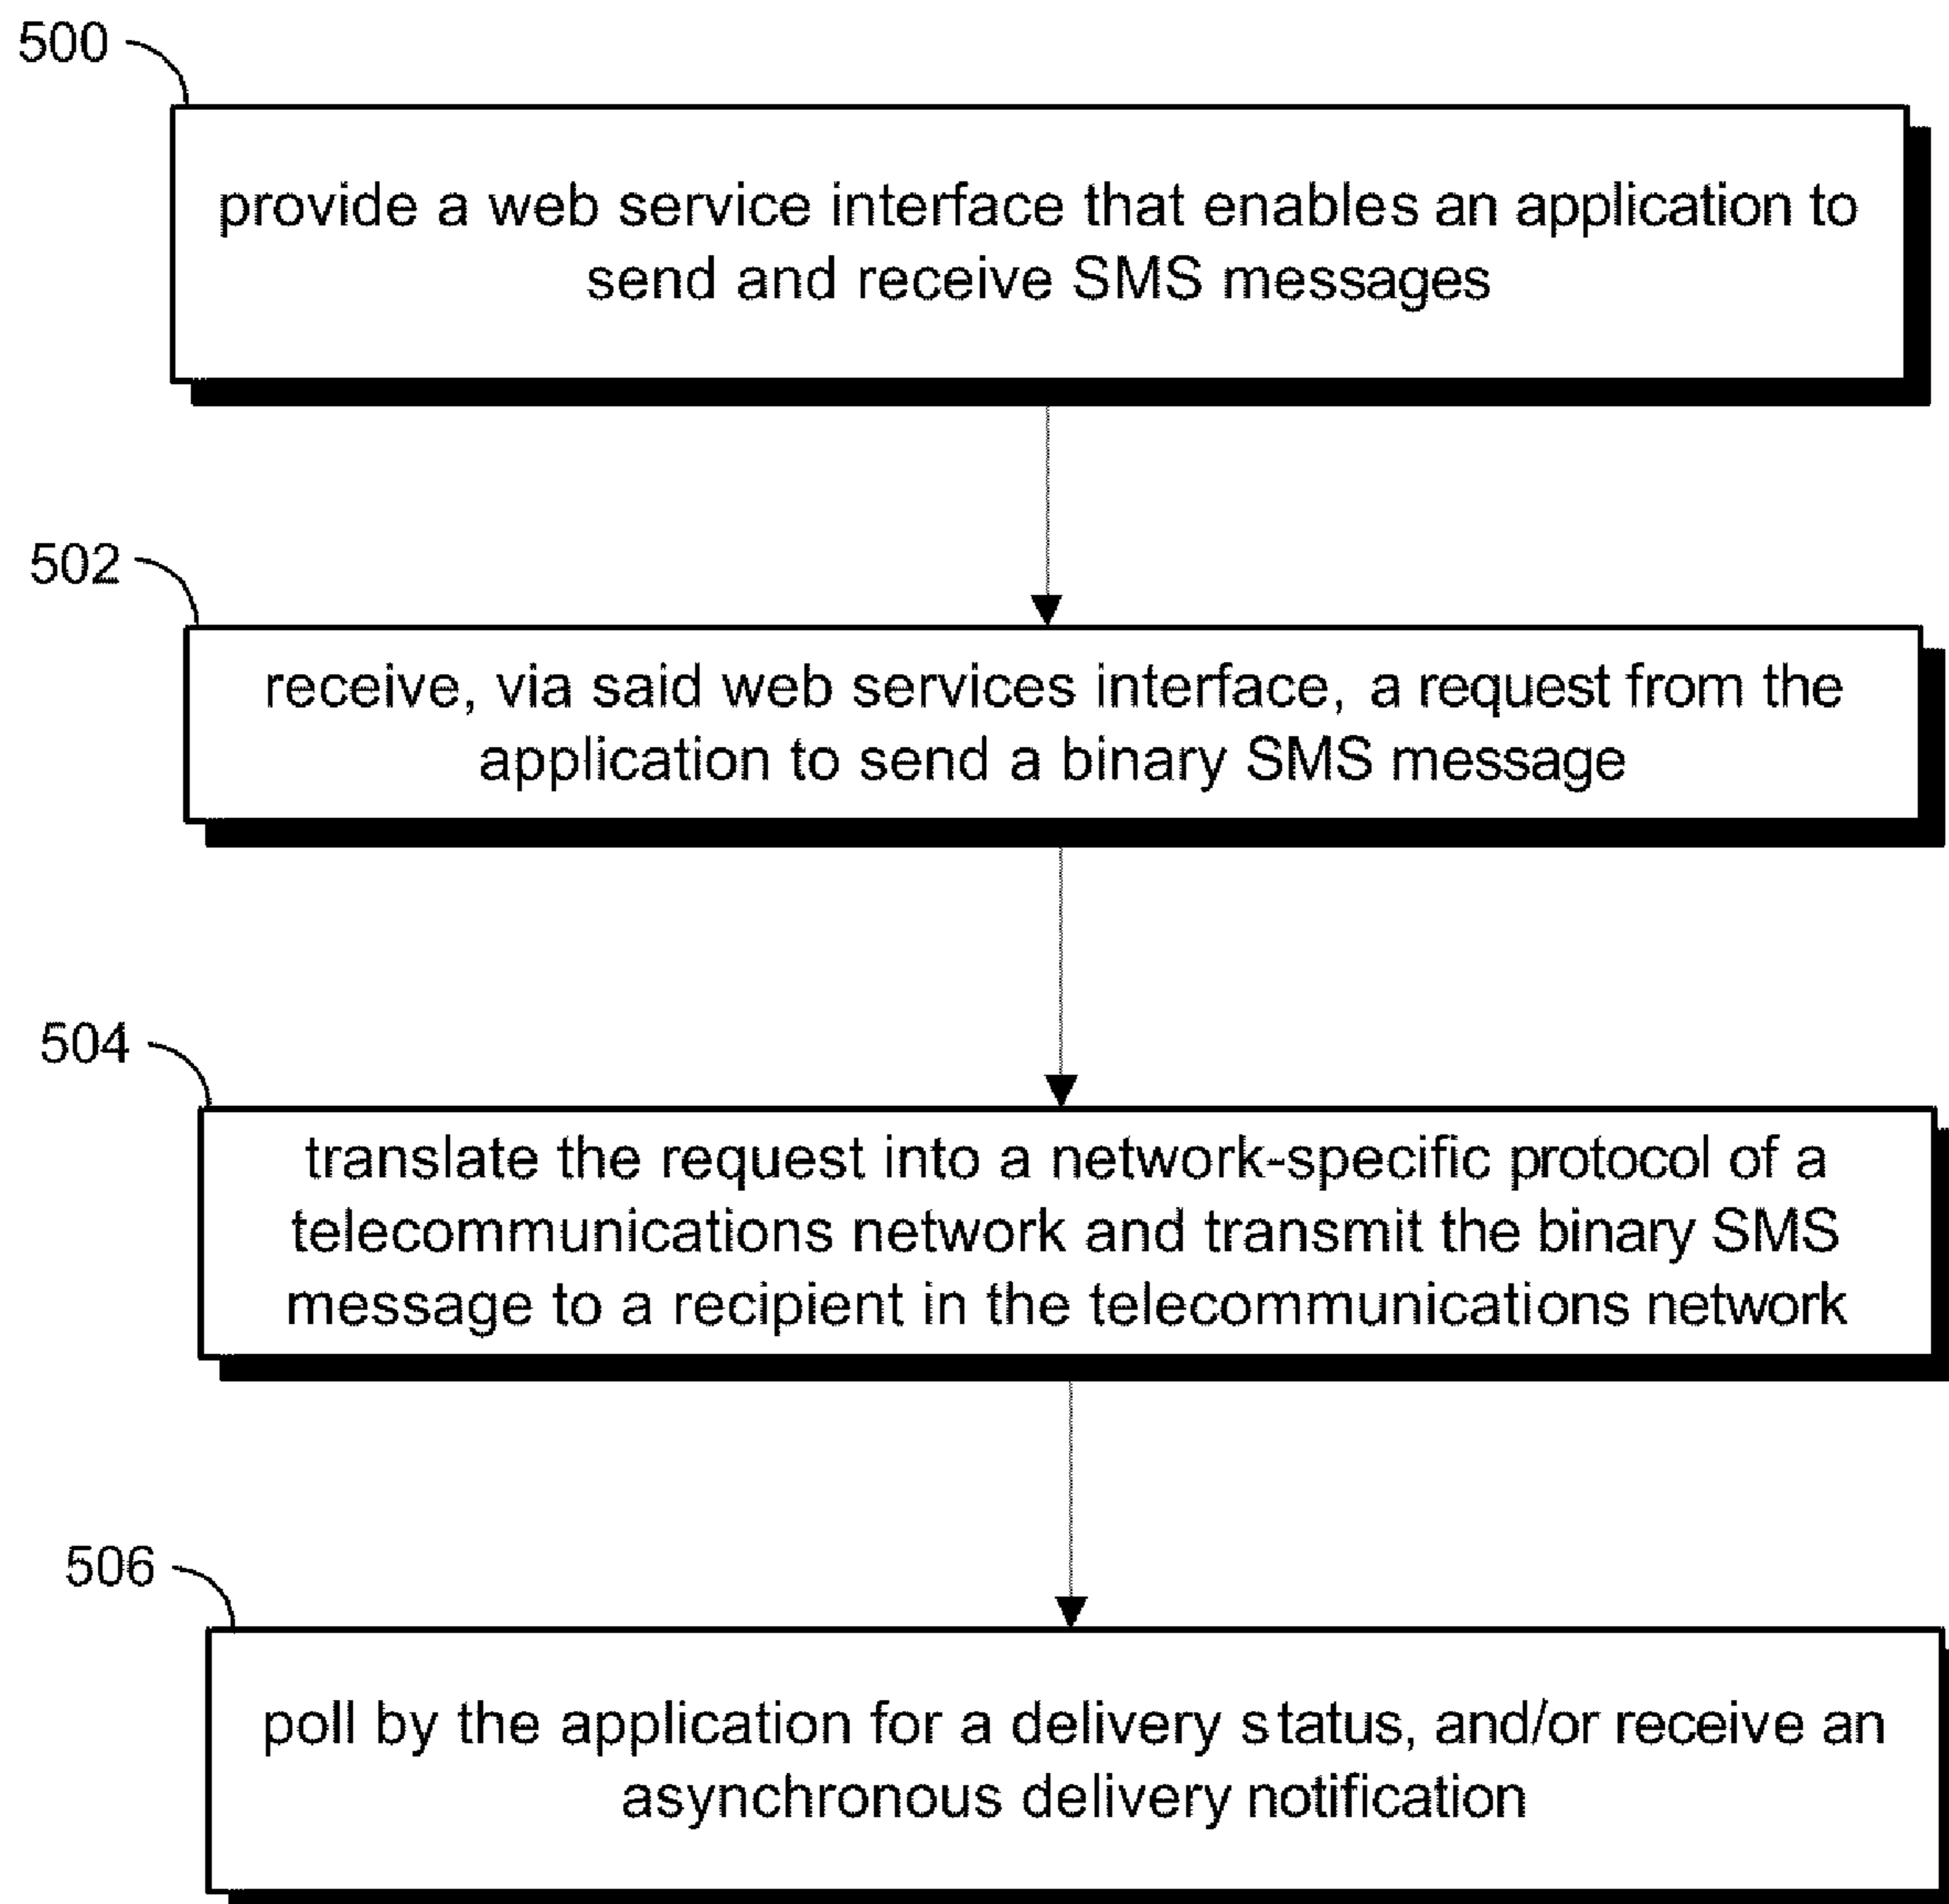 500
provide a web service interface that enables an application to
send and receive SMS messages
502
receive, via said web services interface, a request from the
application to send a binary SMS message
504
translate the request into a network-specific protocol of a
telecommunications network and transmit the binary SMS
message to a recipient in the telecommunications network
506
poll by the application for a delivery status, and/or receive an
asynchronous delivery notification